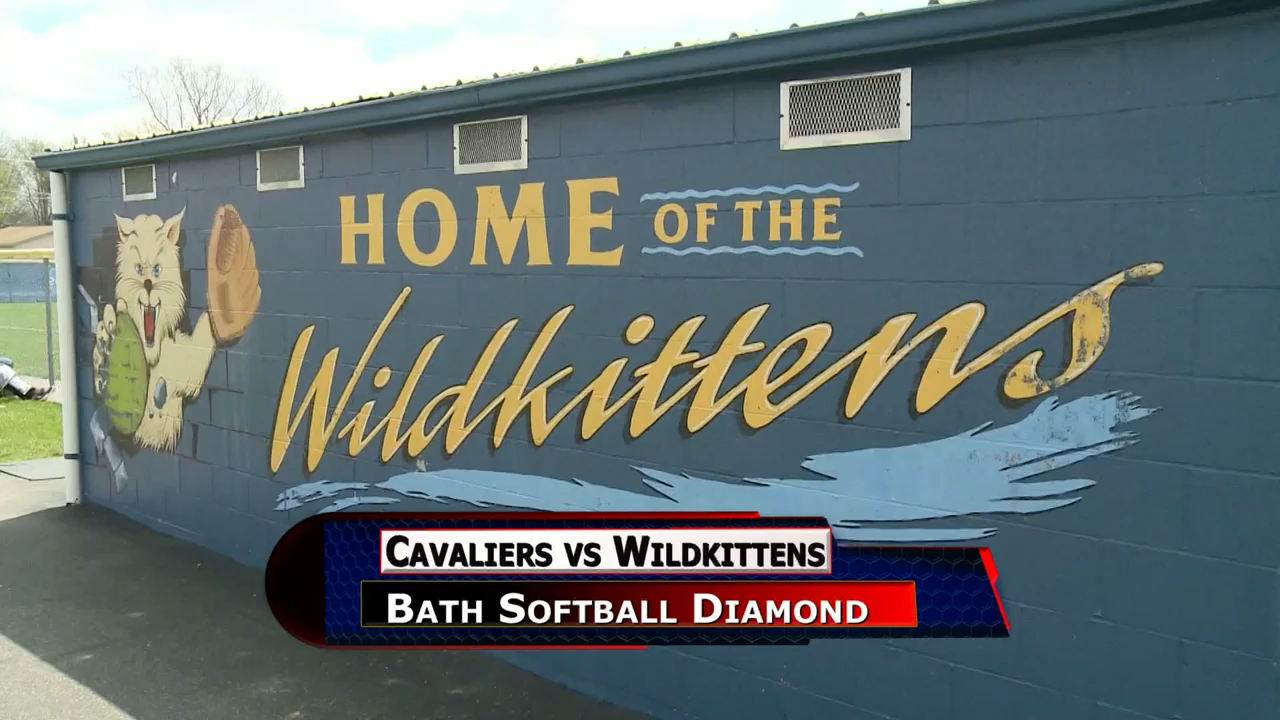 HOME OF THE
Wildkittens
CAVALIERS VS WILDKITTENS
BATH SOFTBALL DIAMOND